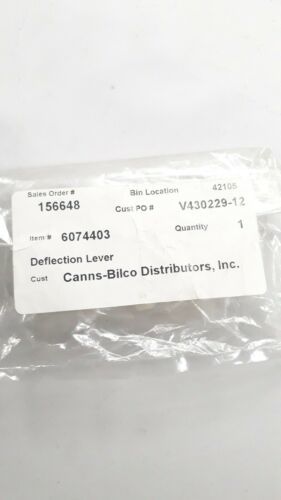 Sales Order # Bin Location 42105
156648 Cust PO # V430229-12
Item # 6074403 Quantity 1
Deflection Lever
Cust Canns-Bilco Distributors, Inc.